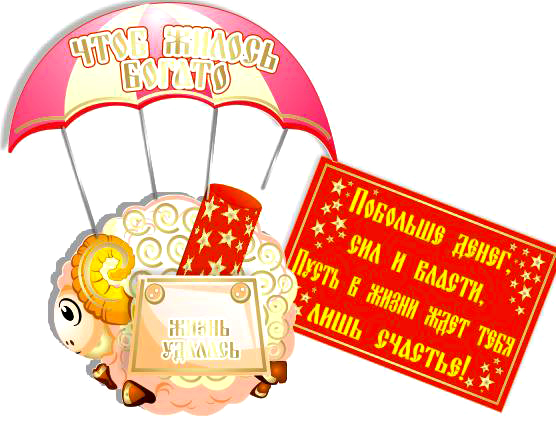 ЧТОБ ЖИЛОСЬ
БОГАТО
ЖИЗНЬ
УДАЛАСЬ
Побольше денег,
сил и власти,
Пусть в жизни ждет тебя
лишь счастье!